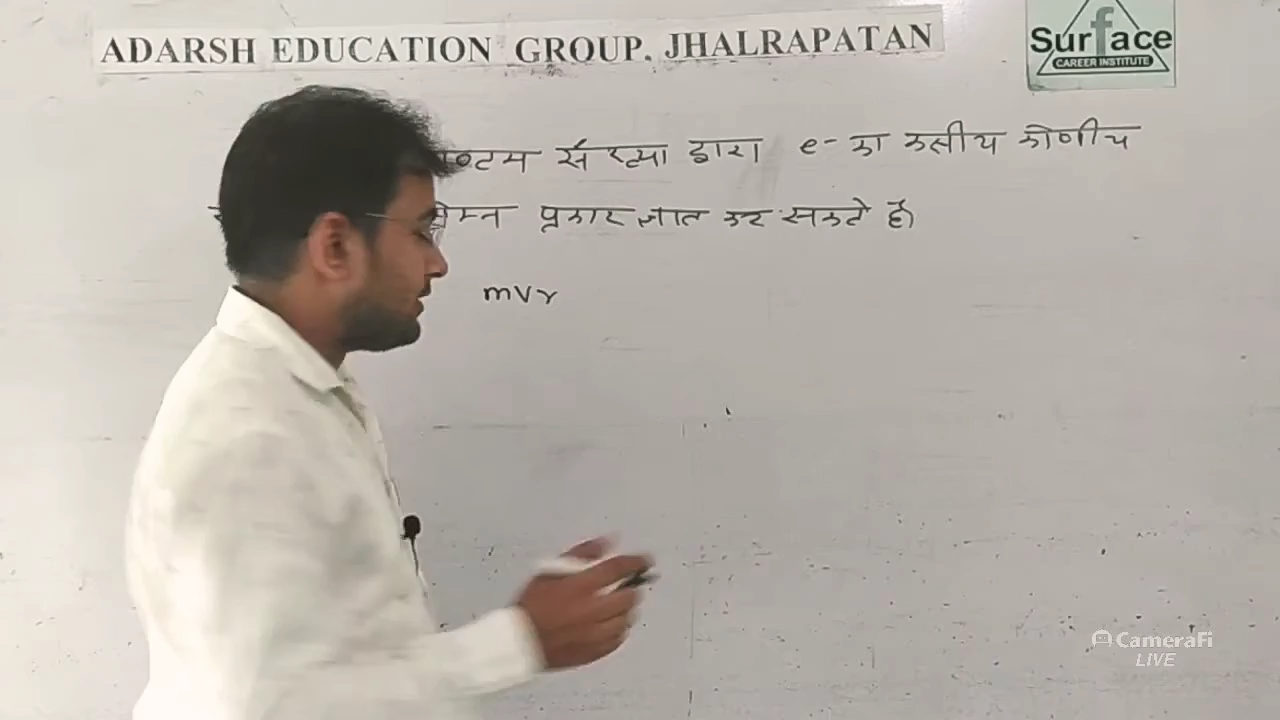 ADARSH EDUCATION GROUP, JHALRAPATAN
Surface
CAREER INSTITUTE
संख्या द्वारा e- का कक्षीय कोणीय
प्रकार ज्ञात कर सकते है।
mvr
CameraFi
LIVE